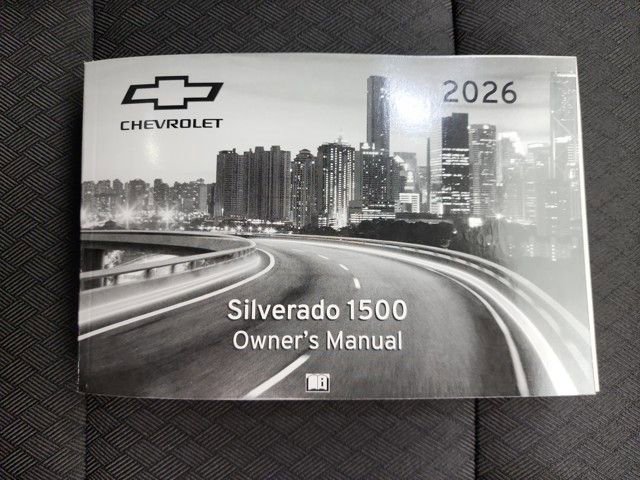 CHEVROLET
2026
Silverado 1500
Owner's Manual